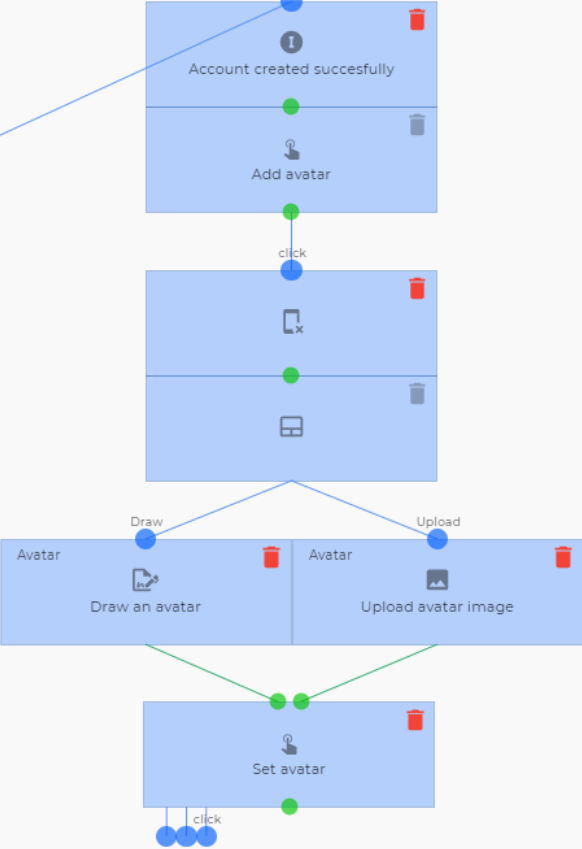 Account created succesfully
Add avatar
click
Draw
Upload
Avatar
Avatar
Draw an avatar
Upload avatar image
Set avatar
click